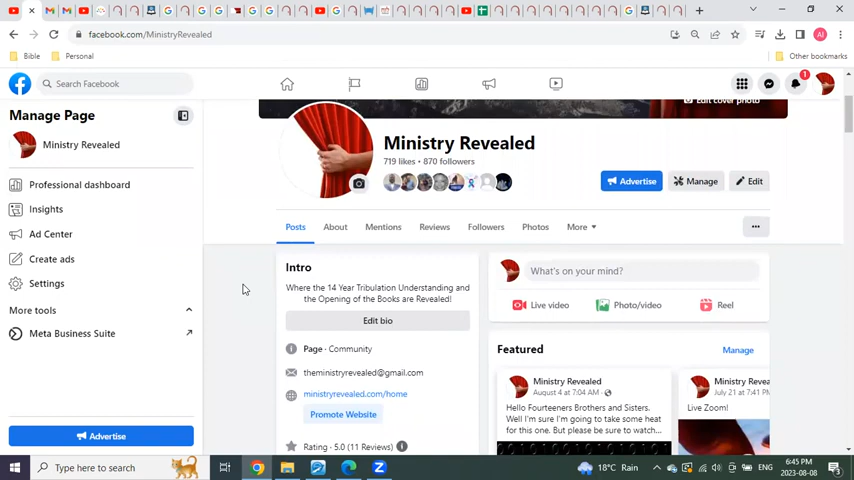 facebook.com/MinistryRevealed
Bible
Personal
Other bookmarks
Search Facebook
1
Manage Page
Ministry Revealed
Professional dashboard
Insights
Ad Center
Create ads
Settings
More tools
Meta Business Suite
Advertise
Edit cover photo
Ministry Revealed
719 likes • 870 followers
Advertise
Manage
Edit
Posts
About
Mentions
Reviews
Followers
Photos
More
Intro
Where the 14 Year Tribulation Understanding and
the Opening of the Books are Revealed!
Edit bio
Page · Community
theministryrevealed@gmail.com
ministryrevealed.com/home
Promote Website
Rating · 5.0 (11 Reviews)
What's on your mind?
Live video
Photo/video
Reel
Featured
Manage
Ministry Revealed
August 4 at 7:04 AM ·
Hello Fourteeners Brothers and Sisters.
Well I'm sure I'm going to take some heat
for this one. But please be sure to watch...
Ministry Revea
July 21 at 7:41 P
Live Zoom!
Type here to search
18°C Rain
ENG
6:45 PM
2023-08-08
3